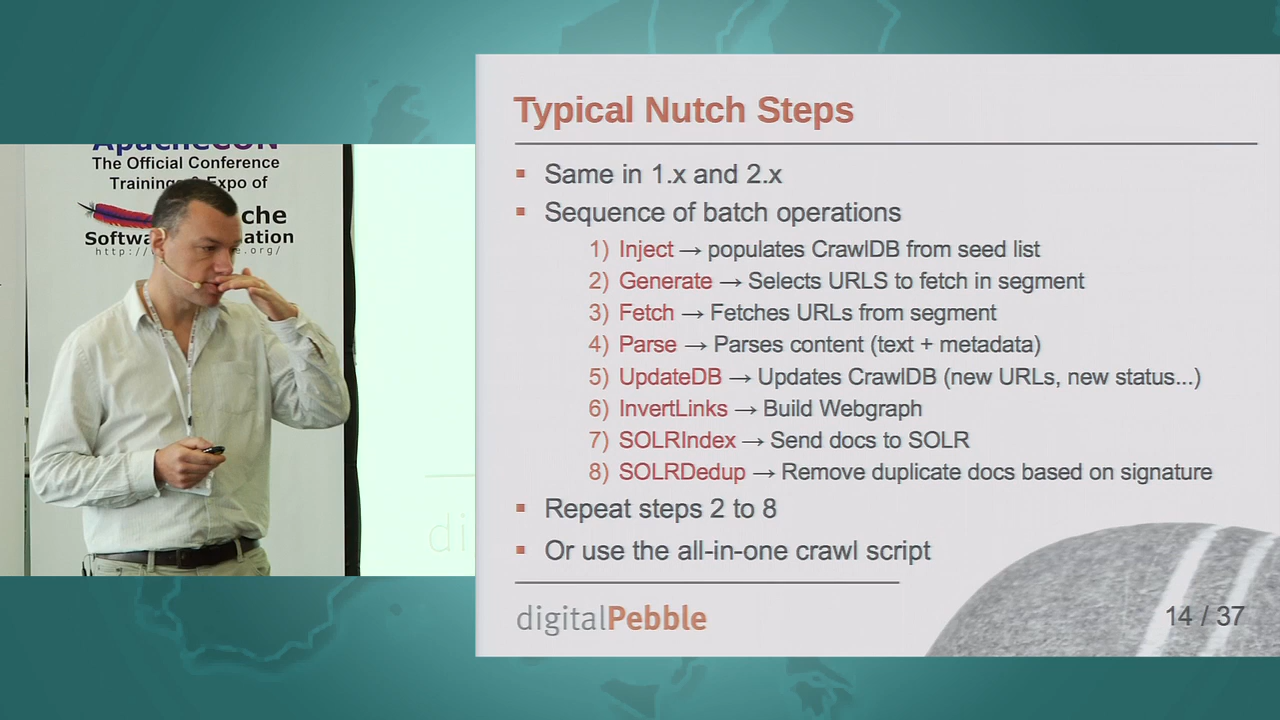 ApacheCON
The Official Conference
Training & Expo of
che
Softwa ation
http:// e.org/
di
Typical Nutch Steps
Same in 1.x and 2.x
Sequence of batch operations
1) Inject → populates CrawlDB from seed list
2) Generate → Selects URLS to fetch in segment
3) Fetch → Fetches URLs from segment
4) Parse → Parses content (text + metadata)
5) UpdateDB → Updates CrawlDB (new URLs, new status...)
6) InvertLinks → Build Webgraph
7) SOLRIndex → Send docs to SOLR
8) SOLRDedup → Remove duplicate docs based on signature
Repeat steps 2 to 8
Or use the all-in-one crawl script
digitalPebble
14 / 37